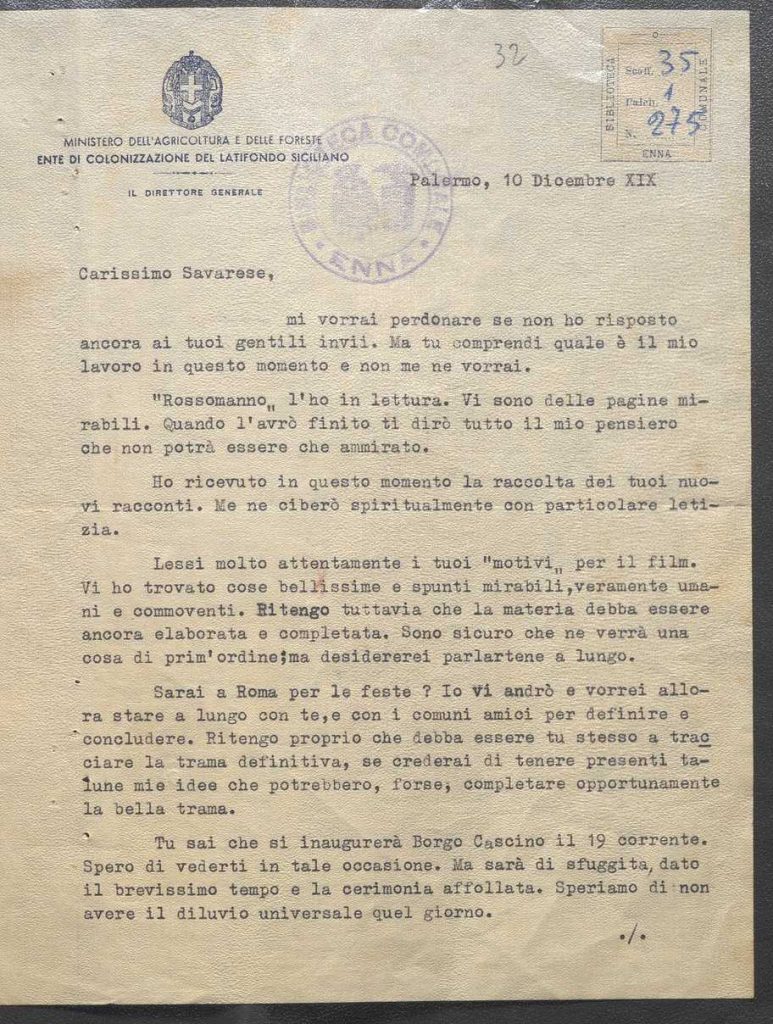 32
BIBLIOTECA COMUNALE
Scaff. 35
Palch. 1
N. 275
ENNA
MINISTERO DELL'AGRICOLTURA E DELLE FORESTE
ENTE DI COLONIZZAZIONE DEL LATIFONDO SICILIANO
IL DIRETTORE GENERALE
BIBLIOTECA COMUNALE
• ENNA •
Palermo, 10 Dicembre XIX
Carissimo Savarese,
mi vorrai perdonare se non ho risposto
ancora ai tuoi gentili invii. Ma tu comprendi quale è il mio
lavoro in questo momento e non me ne vorrai.
"Rossomanno„ l'ho in lettura. Vi sono delle pagine mi-
rabili. Quando l'avrò finito ti dirò tutto il mio pensiero
che non potrà essere che ammirato.
Ho ricevuto in questo momento la raccolta dei tuoi nuo-
vi racconti. Me ne ciberò spiritualmente con particolare leti-
zia.
Lessi molto attentamente i tuoi "motivi„ per il film.
Vi ho trovato cose bellissime e spunti mirabili,veramente uma-
ni e commoventi. Ritengo tuttavia che la materia debba essere
ancora elaborata e completata. Sono sicuro che ne verrà una
cosa di prim'ordine;ma desidererei parlartene a lungo.
Sarai a Roma per le feste ? Io vi andrò e vorrei allo-
ra stare a lungo con te,e con i comuni amici per definire e
concludere. Ritengo proprio che debba essere tu stesso a trac
ciare la trama definitiva, se crederai di tenere presenti ta-
lune mie idee che potrebbero, forse, completare opportunamente
la bella trama.
Tu sai che si inaugurerà Borgo Cascino il 19 corrente.
Spero di vederti in tale occasione. Ma sarà di sfuggita, dato
il brevissimo tempo e la cerimonia affollata. Speriamo di non
avere il diluvio universale quel giorno.
./.